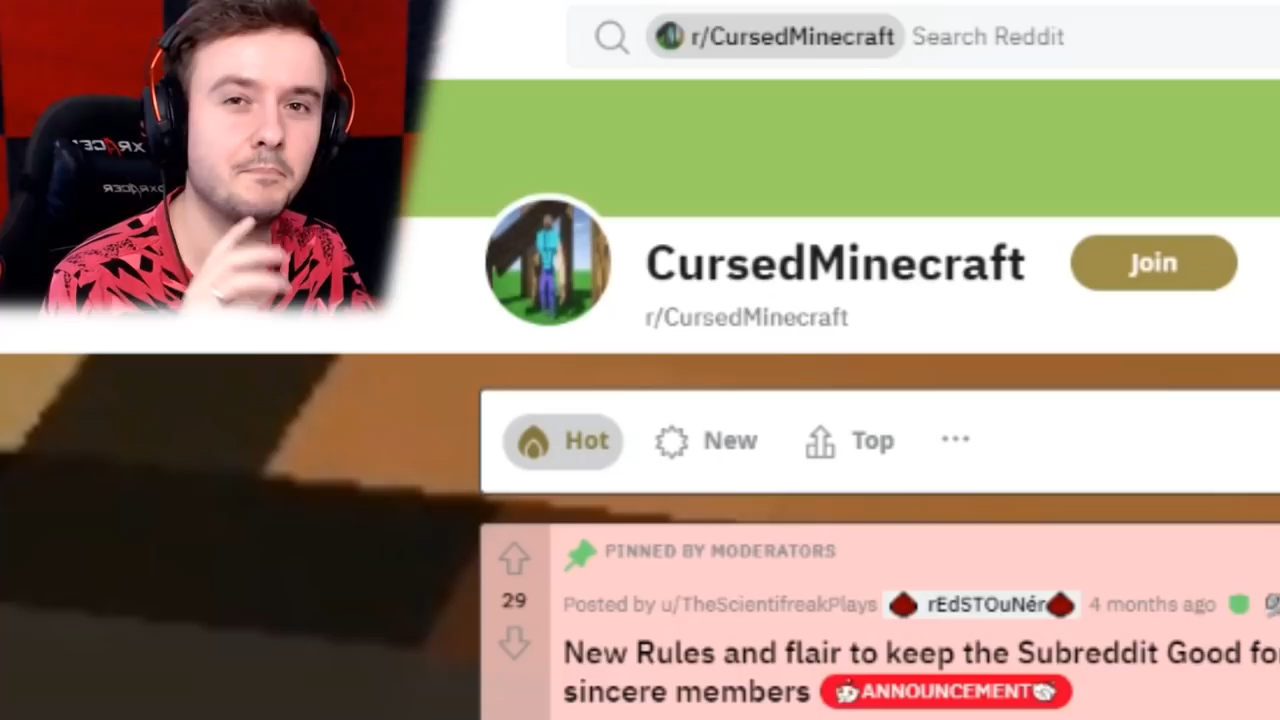 r/CursedMinecraft Search Reddit
CursedMinecraft
Join
r/CursedMinecraft
Hot
New
Top
PINNED BY MODERATORS
29
Posted by u/TheScientifreakPlays rEdSTOuNér 4 months ago
New Rules and flair to keep the Subreddit Good for
sincere members ANNOUNCEMENT